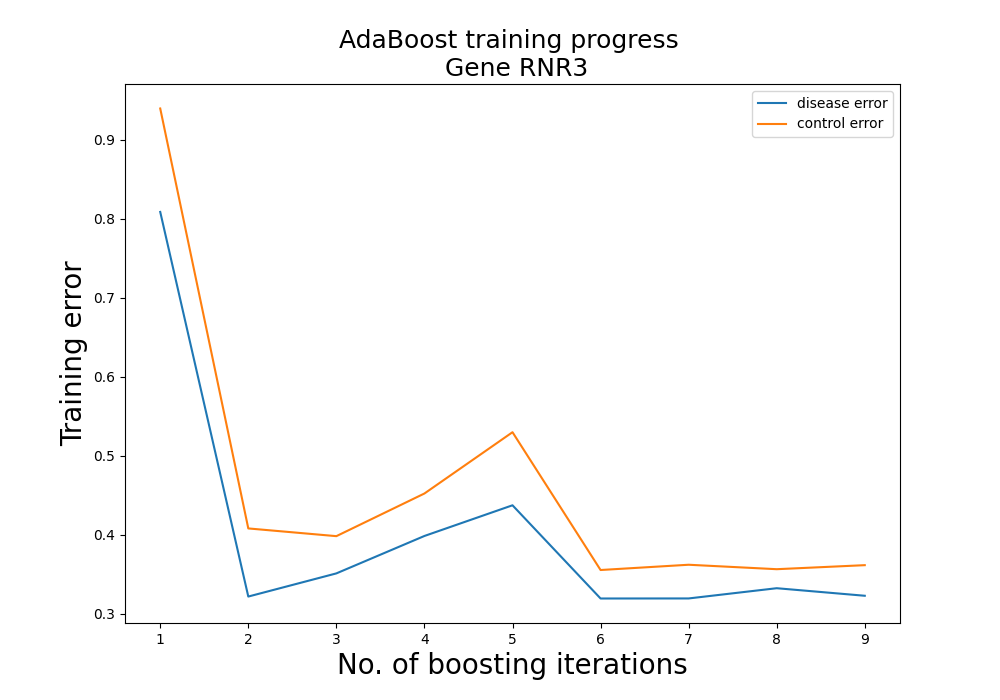 AdaBoost training progress
Gene RNR3
disease error
control error
Training error
0.9
0.8
0.7
0.6
0.5
0.4
0.3
1 2 3 4 5 6 7 8 9
No. of boosting iterations